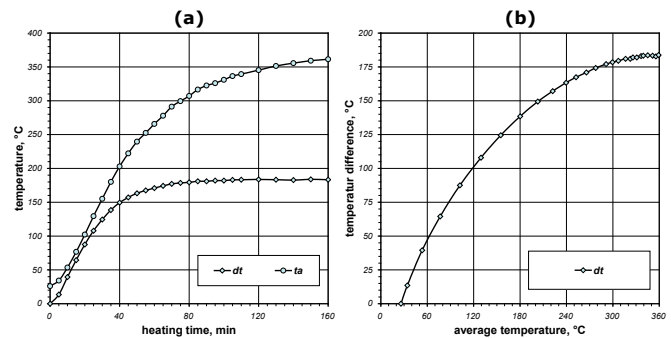 (a)
temperature, °C
400
350
300
250
200
150
100
50
0
0 40 80 120 160
heating time, min
dt ta
(b)
temperatur difference, °C
200
175
150
125
100
75
50
25
0
0 60 120 180 240 300 360
average temperature, °C
dt